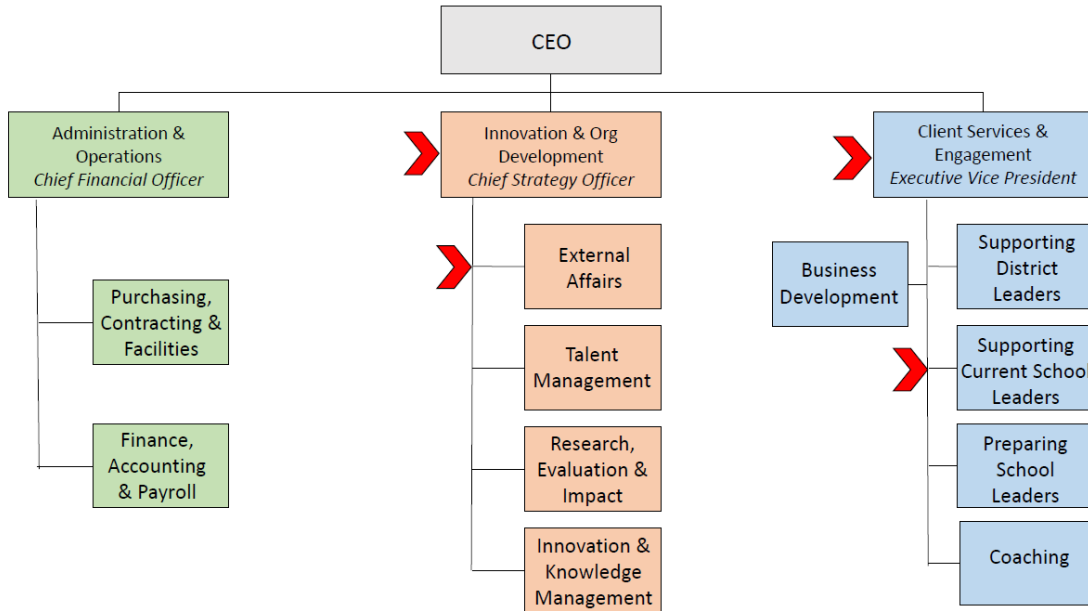 CEO
Administration &
Operations
Chief Financial Officer
Purchasing,
Contracting &
Facilities
Finance,
Accounting
& Payroll
Innovation & Org
Development
Chief Strategy Officer
External
Affairs
Talent
Management
Research,
Evaluation &
Impact
Innovation &
Knowledge
Management
Client Services &
Engagement
Executive Vice President
Business
Development
Supporting
District
Leaders
Supporting
Current School
Leaders
Preparing
School
Leaders
Coaching